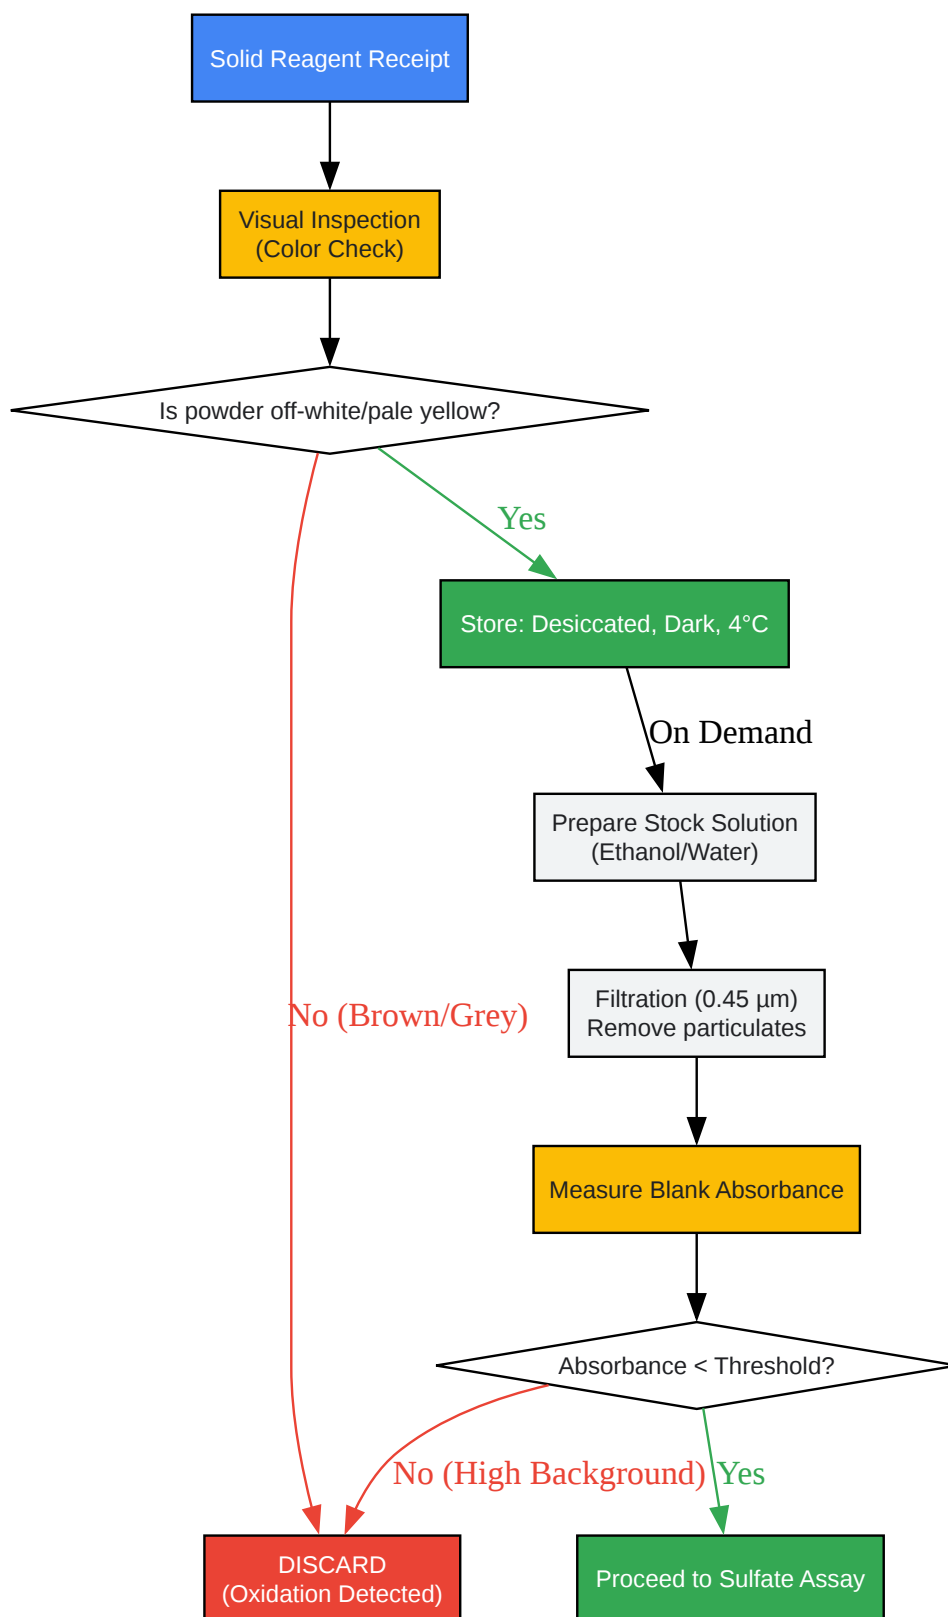 Solid Reagent Receipt
Visual Inspection
(Color Check)
Is powder off-white/pale yellow?
Yes
Store: Desiccated, Dark, 4°C
On Demand
Prepare Stock Solution
(Ethanol/Water)
Filtration (0.45 µm)
Remove particulates
No (Brown/Grey)
Measure Blank Absorbance
Absorbance < Threshold?
No (High Background)
Yes
DISCARD
(Oxidation Detected)
Proceed to Sulfate Assay